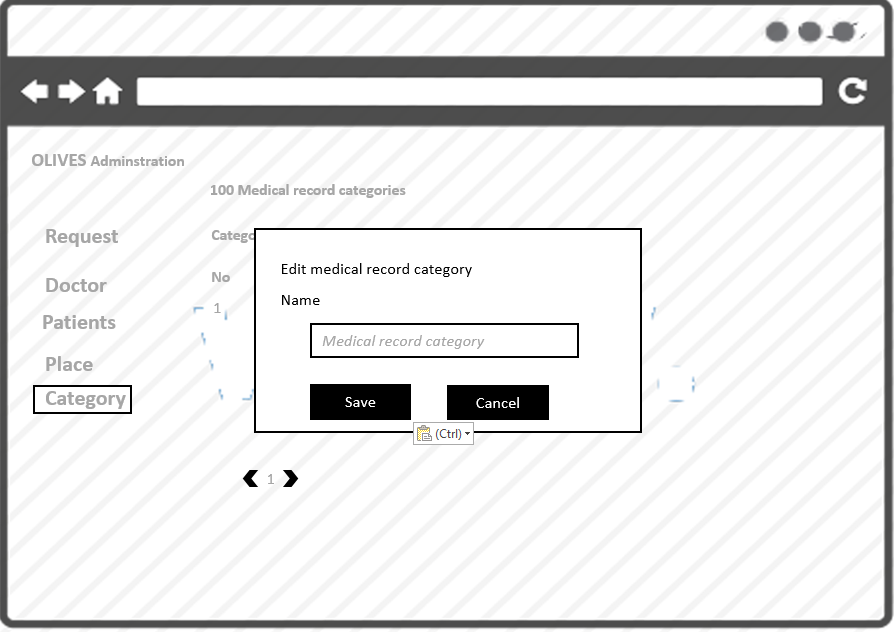 OLIVES Adminstration
100 Medical record categories
Request
Catego
Edit medical record category
Doctor
No
Name
1
Patients
Medical record category
Place
Category
Save
Cancel
(Ctrl)
1